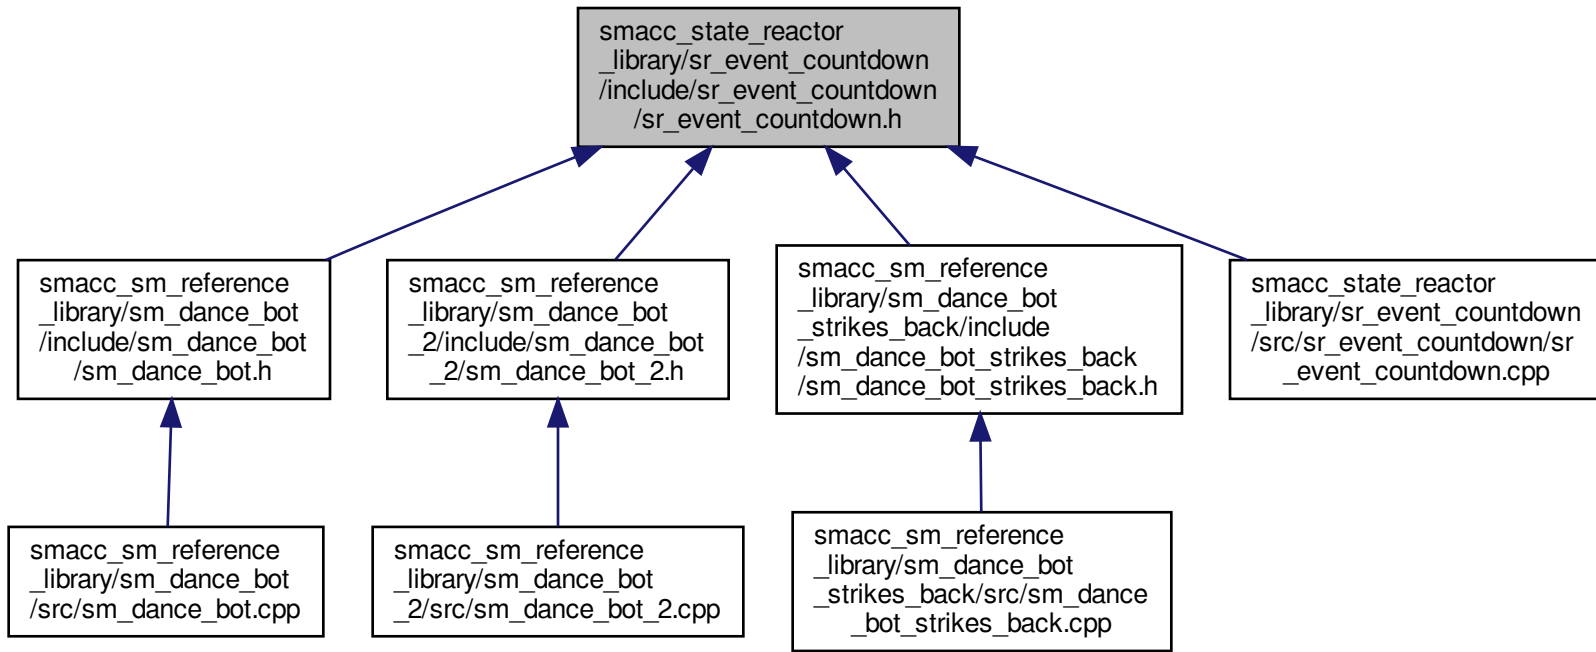 smacc_state_reactor
_library/sr_event_countdown
/include/sr_event_countdown
/sr_event_countdown.h
smacc_sm_reference
_library/sm_dance_bot
/include/sm_dance_bot
/sm_dance_bot.h
smacc_sm_reference
_library/sm_dance_bot
_2/include/sm_dance_bot
_2/sm_dance_bot_2.h
smacc_sm_reference
_library/sm_dance_bot
_strikes_back/include
/sm_dance_bot_strikes_back
/sm_dance_bot_strikes_back.h
smacc_state_reactor
_library/sr_event_countdown
/src/sr_event_countdown/sr
_event_countdown.cpp
smacc_sm_reference
_library/sm_dance_bot
/src/sm_dance_bot.cpp
smacc_sm_reference
_library/sm_dance_bot
_2/src/sm_dance_bot_2.cpp
smacc_sm_reference
_library/sm_dance_bot
_strikes_back/src/sm_dance
_bot_strikes_back.cpp